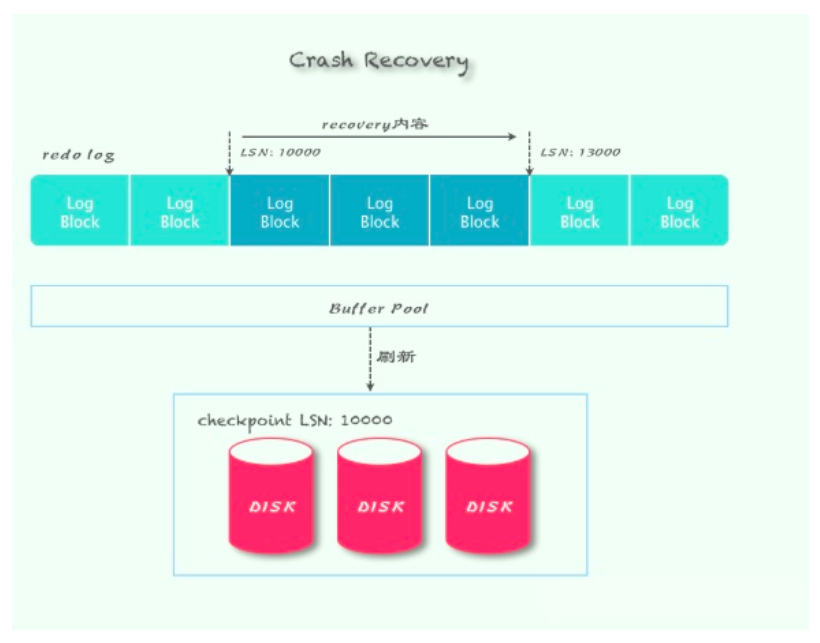 Crash Recovery
recovery内容
redo log
LSN: 10000
LSN: 13000
Log
Block
Log
Block
Log
Block
Log
Block
Log
Block
Log
Block
Log
Block
Buffer Pool
刷新
checkpoint LSN: 10000
DISK
DISK
DISK